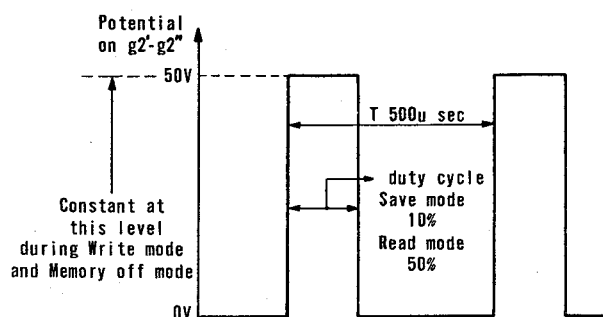 Potential
on g2'-g2"
50V
T 500u sec
duty cycle
Save mode
10%
Read mode
50%
Constant at
this level
during Write mode
and Memory off mode
0V